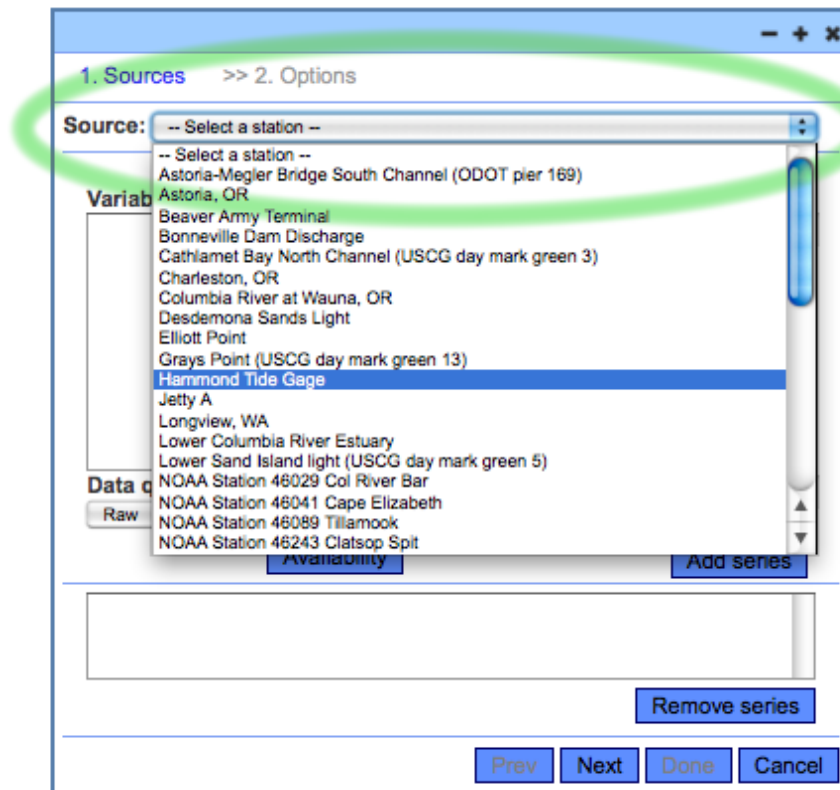 1. Sources >> 2. Options
Source: -- Select a station --
-- Select a station --
Astoria-Megler Bridge South Channel (ODOT pier 169)
Variab
Astoria, OR
Beaver Army Terminal
Bonneville Dam Discharge
Cathlamet Bay North Channel (USCG day mark green 3)
Charleston, OR
Columbia River at Wauna, OR
Desdemona Sands Light
Elliott Point
Grays Point (USCG day mark green 13)
Hammond Tide Gage
Jetty A
Longview, WA
Lower Columbia River Estuary
Lower Sand Island light (USCG day mark green 5)
Data q
NOAA Station 46029 Col River Bar
NOAA Station 46041 Cape Elizabeth
Raw
NOAA Station 46089 Tillamook
NOAA Station 46243 Clatsop Spit
Availability Add series
Remove series
Prev Next Done Cancel